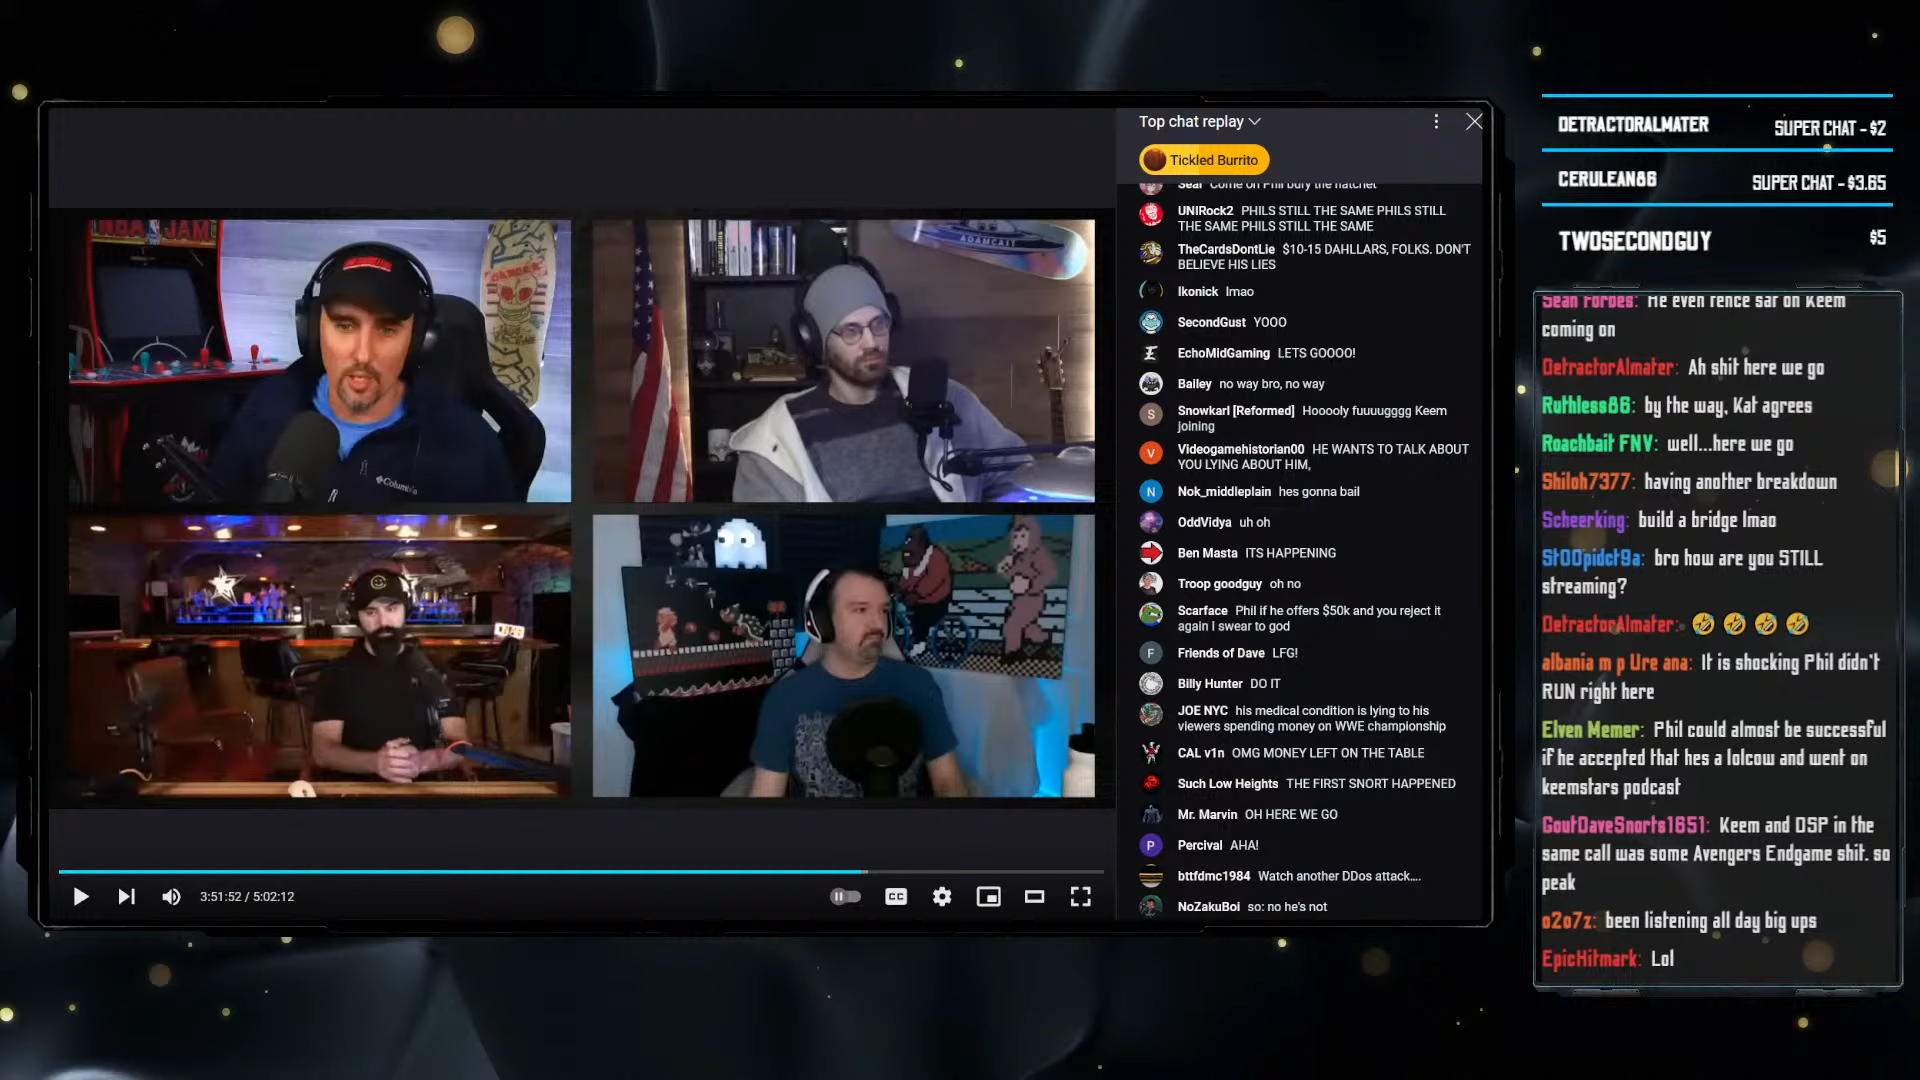 NBA JAM
ADAMCAIT
Columbia
ON AIR
3:51:52 / 5:02:12
CC
Top chat replay
Tickled Burrito
Sear Come on Phil bury the hatchet
UNIRock2 PHILS STILL THE SAME PHILS STILL
THE SAME PHILS STILL THE SAME
TheCardsDontLie $10-15 DAHLLARS, FOLKS. DON'T
BELIEVE HIS LIES
Ikonick lmao
SecondGust YOOO
EchoMidGaming LETS GOOOO!
Bailey no way bro, no way
S Snowkarl [Reformed] Hooooly fuuuugggg Keem
joining
V Videogamehistorian00 HE WANTS TO TALK ABOUT
YOU LYING ABOUT HIM,
N Nok_middleplain hes gonna bail
OddVidya uh oh
Ben Masta ITS HAPPENING
Troop goodguy oh no
Scarface Phil if he offers $50k and you reject it
again I swear to god
F Friends of Dave LFG!
Billy Hunter DO IT
JOE NYC his medical condition is lying to his
viewers spending money on WWE championship
CAL v1n OMG MONEY LEFT ON THE TABLE
Such Low Heights THE FIRST SNORT HAPPENED
Mr. Marvin OH HERE WE GO
P Percival AHA!
bttfdmc1984 Watch another DDos attack....
NoZakuBoi so: no he's not
DETRACTORALMATER SUPER CHAT - $2
CERULEAN86 SUPER CHAT - $3.65
TWOSECONDGUY $5
Sean Forbes: He even fence sat on Keem
coming on
DetractorAlmater: Ah shit here we go
Ruthless86: by the way, Kat agrees
Roachbait FNV: well...here we go
Shiloh7377: having another breakdown
Scheerking: build a bridge lmao
St00pidct9a: bro how are you STILL
streaming?
DetractorAlmater: 🤣 🤣 🤣 🤣
albania m p Ure ana: It is shocking Phil didn't
RUN right here
Elven Memer: Phil could almost be successful
if he accepted that hes a lolcow and went on
keemstars podcast
GoutDaveSnorts1651: Keem and DSP in the
same call was some Avengers Endgame shit. so
peak
o2o7z: been listening all day big ups
EpicHitmark: Lol